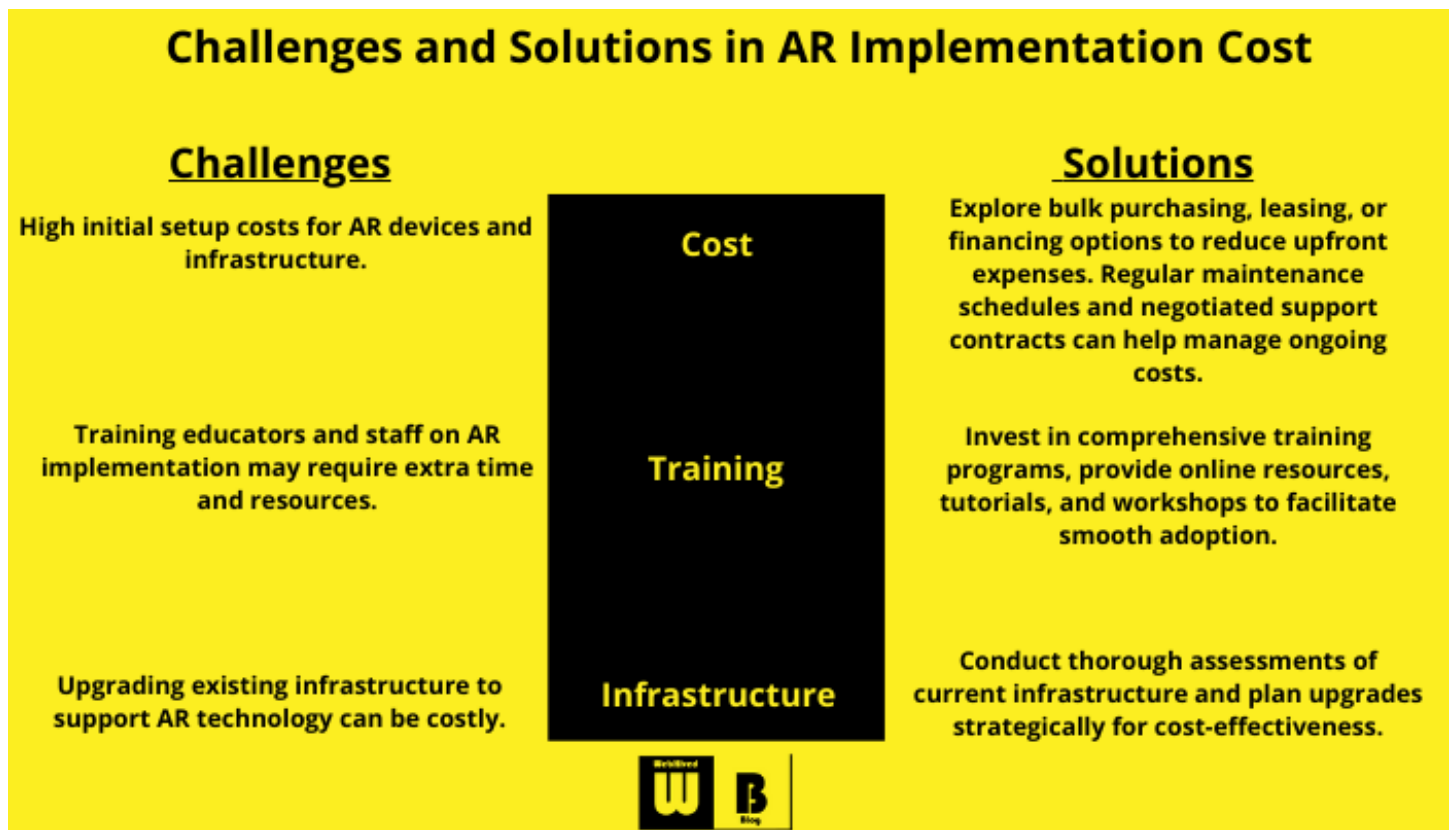 Challenges and Solutions in AR Implementation Cost
Challenges
Solutions
High initial setup costs for AR devices and
infrastructure.
Cost
Explore bulk purchasing, leasing, or
financing options to reduce upfront
expenses. Regular maintenance
schedules and negotiated support
contracts can help manage ongoing
costs.
Training educators and staff on AR
implementation may require extra time
and resources.
Training
Invest in comprehensive training
programs, provide online resources,
tutorials, and workshops to facilitate
smooth adoption.
Upgrading existing infrastructure to
support AR technology can be costly.
Infrastructure
Conduct thorough assessments of
current infrastructure and plan upgrades
strategically for cost-effectiveness.
W
B
Blog